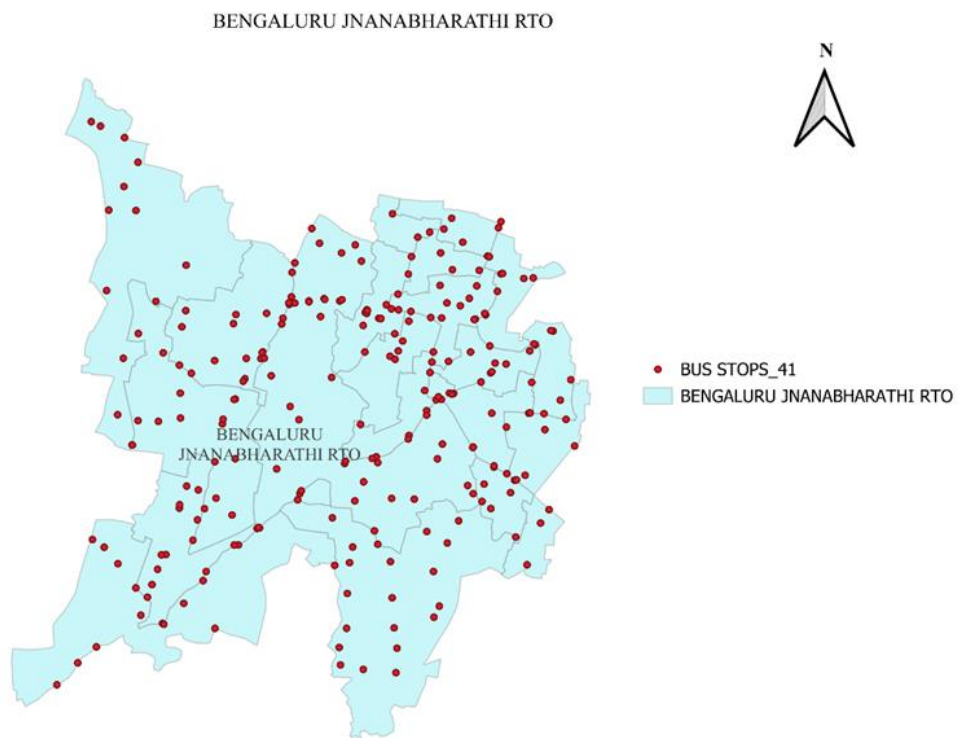 BENGALURU JNANABHARATHI RTO
N
BUS STOPS_41
BENGALURU JNANABHARATHI RTO
BENGALURU
JNANABHARATHI RTO